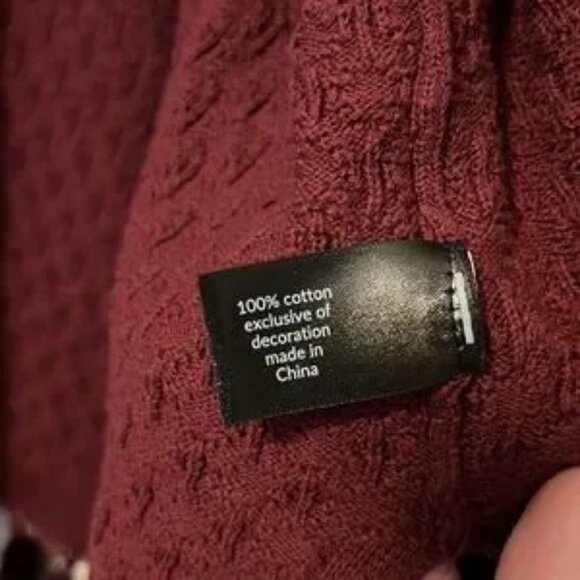 100% cotton
exclusive of
decoration
made in
China